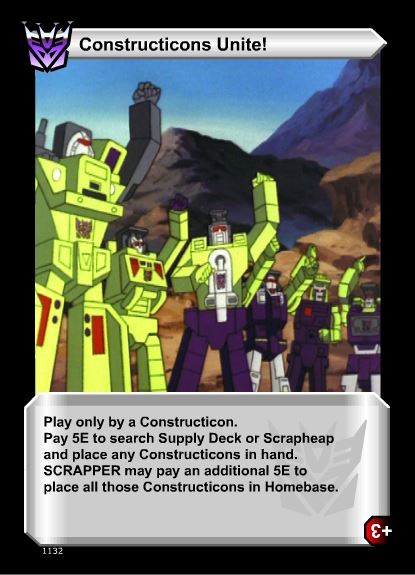 Constructicons Unite!
Play only by a Constructicon.
Pay 5E to search Supply Deck or Scrapheap
and place any Constructicons in hand.
SCRAPPER may pay an additional 5E to
place all those Constructicons in Homebase.
+3
1132